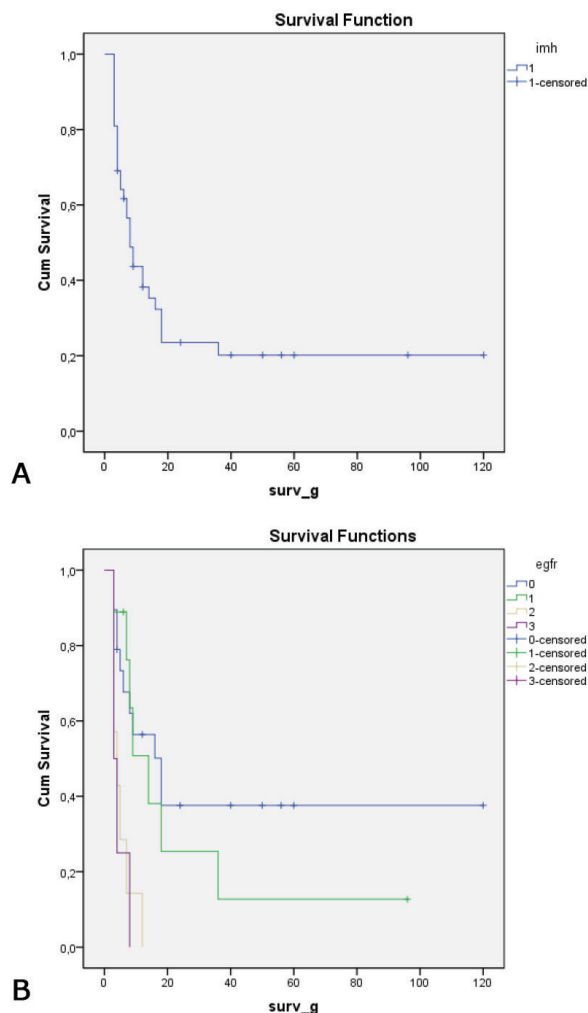 Survival Function
imh
1
1-censored
Cum Survival
1,0
0,8
0,6
0,4
0,2
0,0
0 20 40 60 80 100 120
surv_g
A
Survival Functions
egfr
0
1
2
3
0-censored
1-censored
2-censored
3-censored
Cum Survival
1,0
0,8
0,6
0,4
0,2
0,0
0 20 40 60 80 100 120
surv_g
B